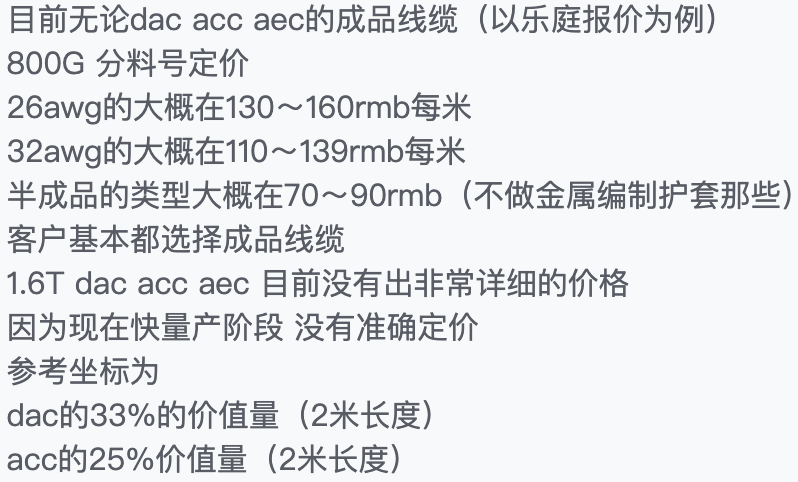 目前无论dac acc aec的成品线缆（以乐庭报价为例）
800G 分料号定价
26awg的大概在130～160rmb每米
32awg的大概在110～139rmb每米
半成品的类型大概在70～90rmb（不做金属编制护套那些）
客户基本都选择成品线缆
1.6T dac acc aec 目前没有出非常详细的价格
因为现在快量产阶段 没有准确定价
参考坐标为
dac的33%的价值量（2米长度）
acc的25%价值量（2米长度）